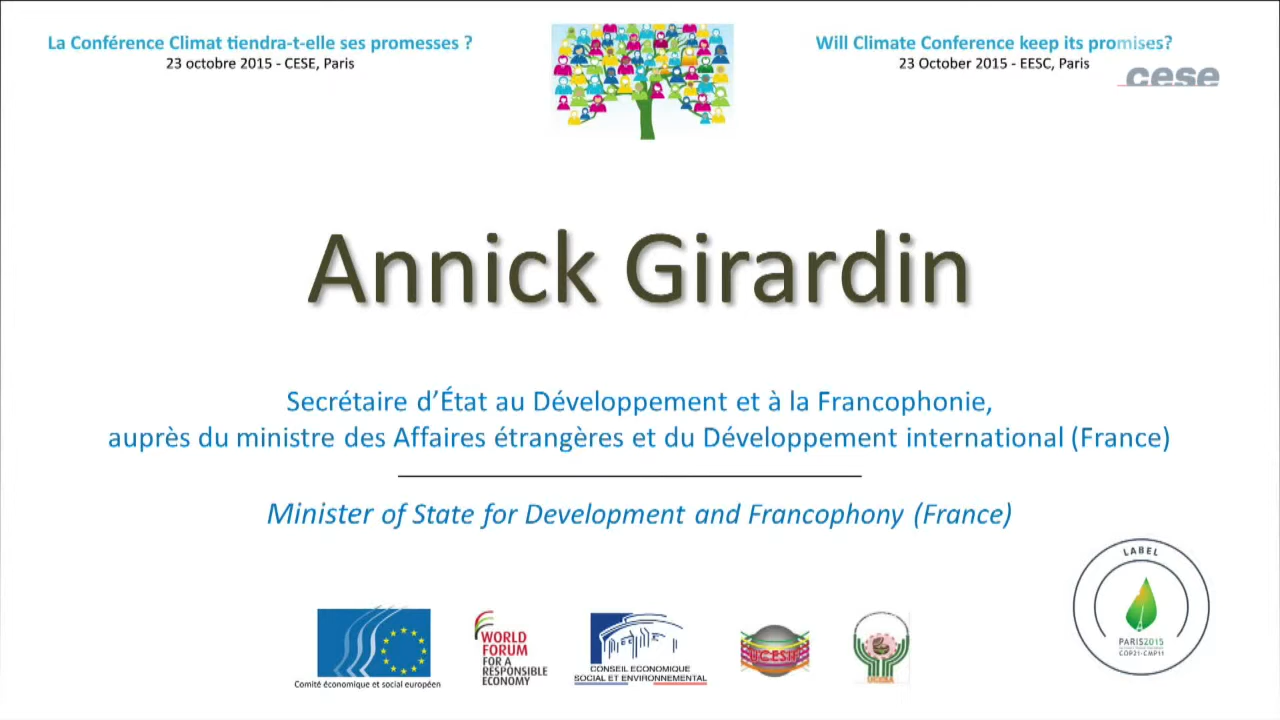 La Conférence Climat tiendra-t-elle ses promesses ?
23 octobre 2015 - CESE, Paris
Will Climate Conference keep its promises?
23 October 2015 - EESC, Paris
cese
Annick Girardin
Secrétaire d'État au Développement et à la Francophonie,
auprès du ministre des Affaires étrangères et du Développement international (France)
Minister of State for Development and Francophony (France)
LABEL
PARIS2015
COP21-CMP11
Comité économique et social européen
WORLD
FORUM
FOR A
RESPONSIBLE
ECONOMY
CONSEIL ECONOMIQUE
SOCIAL ET ENVIRONNEMENTAL